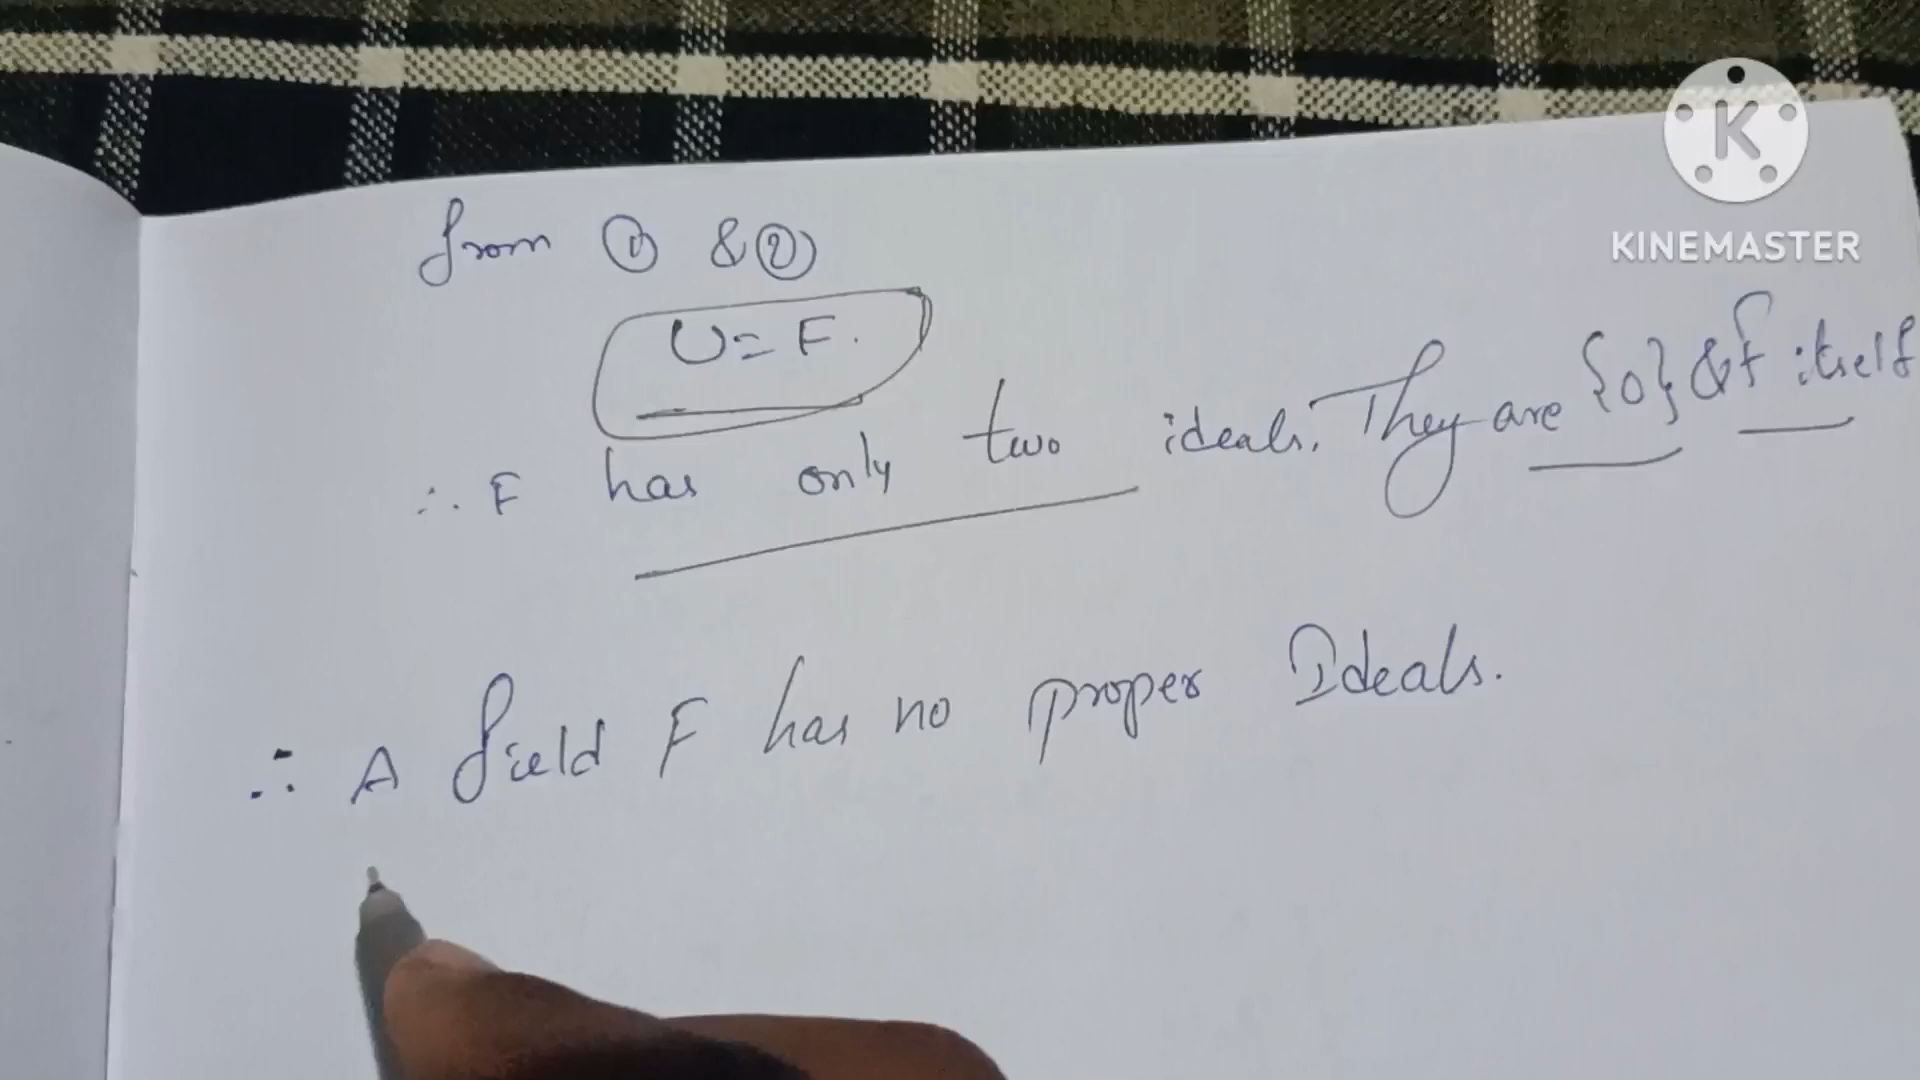 K
KINEMASTER
from ① & ②
U = F.
∴ F has only two ideals. They are {0} & F itself
∴ A field F has no proper Ideals.